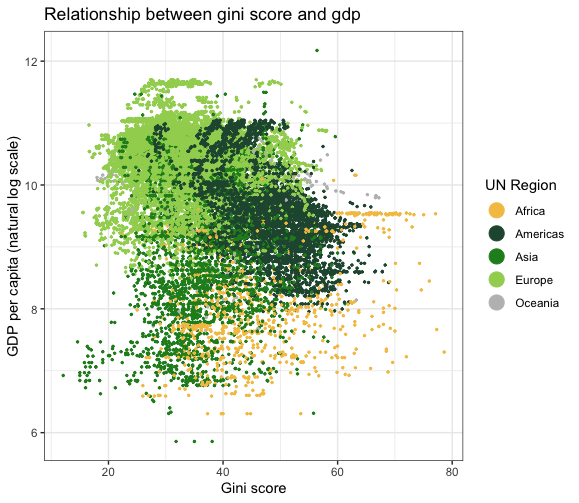 Relationship between gini score and gdp
GDP per capita (natural log scale)
12
10
8
6
20 40 60 80
Gini score
UN Region
Africa
Americas
Asia
Europe
Oceania